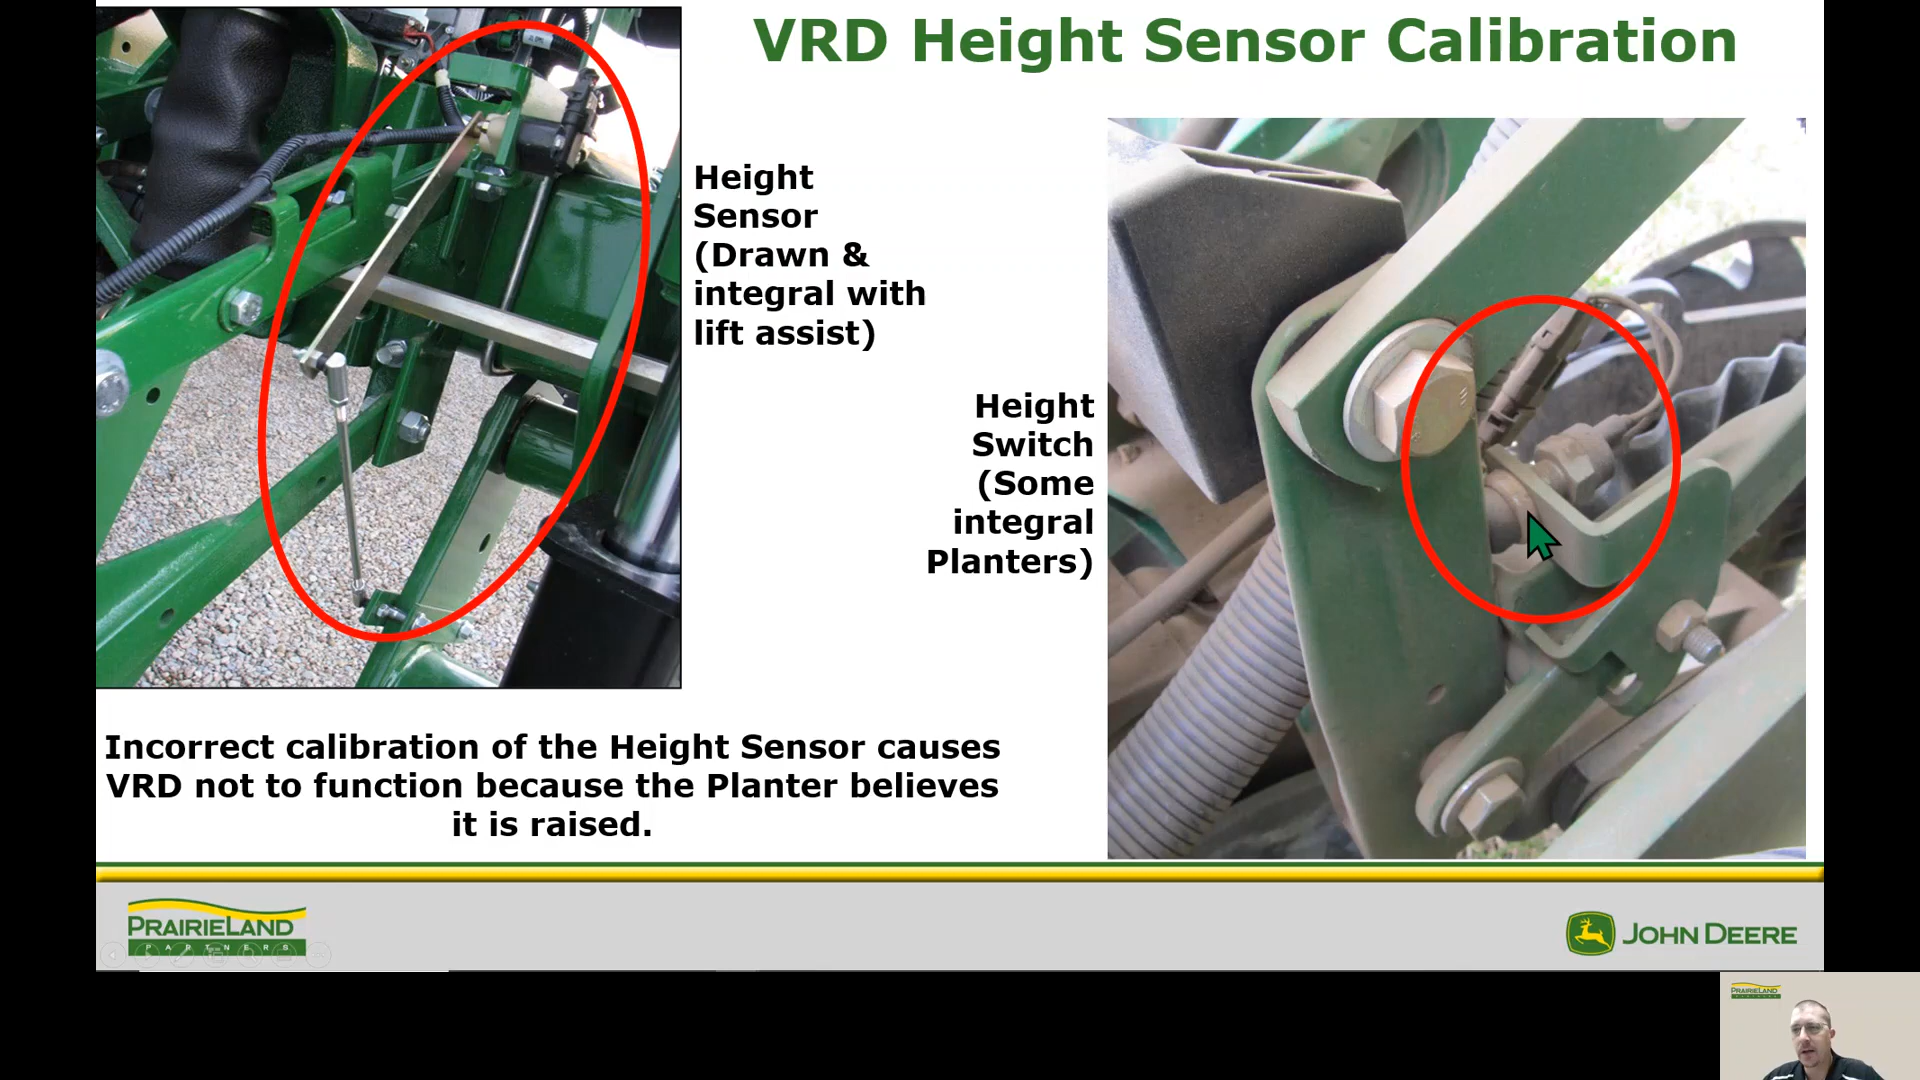 VRD Height Sensor Calibration
Height
Sensor
(Drawn &
integral with
lift assist)
Height
Switch
(Some
integral
Planters)
Incorrect calibration of the Height Sensor causes
VRD not to function because the Planter believes
it is raised.
PRAIRIELAND
PARTNERS
JOHN DEERE
PRAIRIELAND